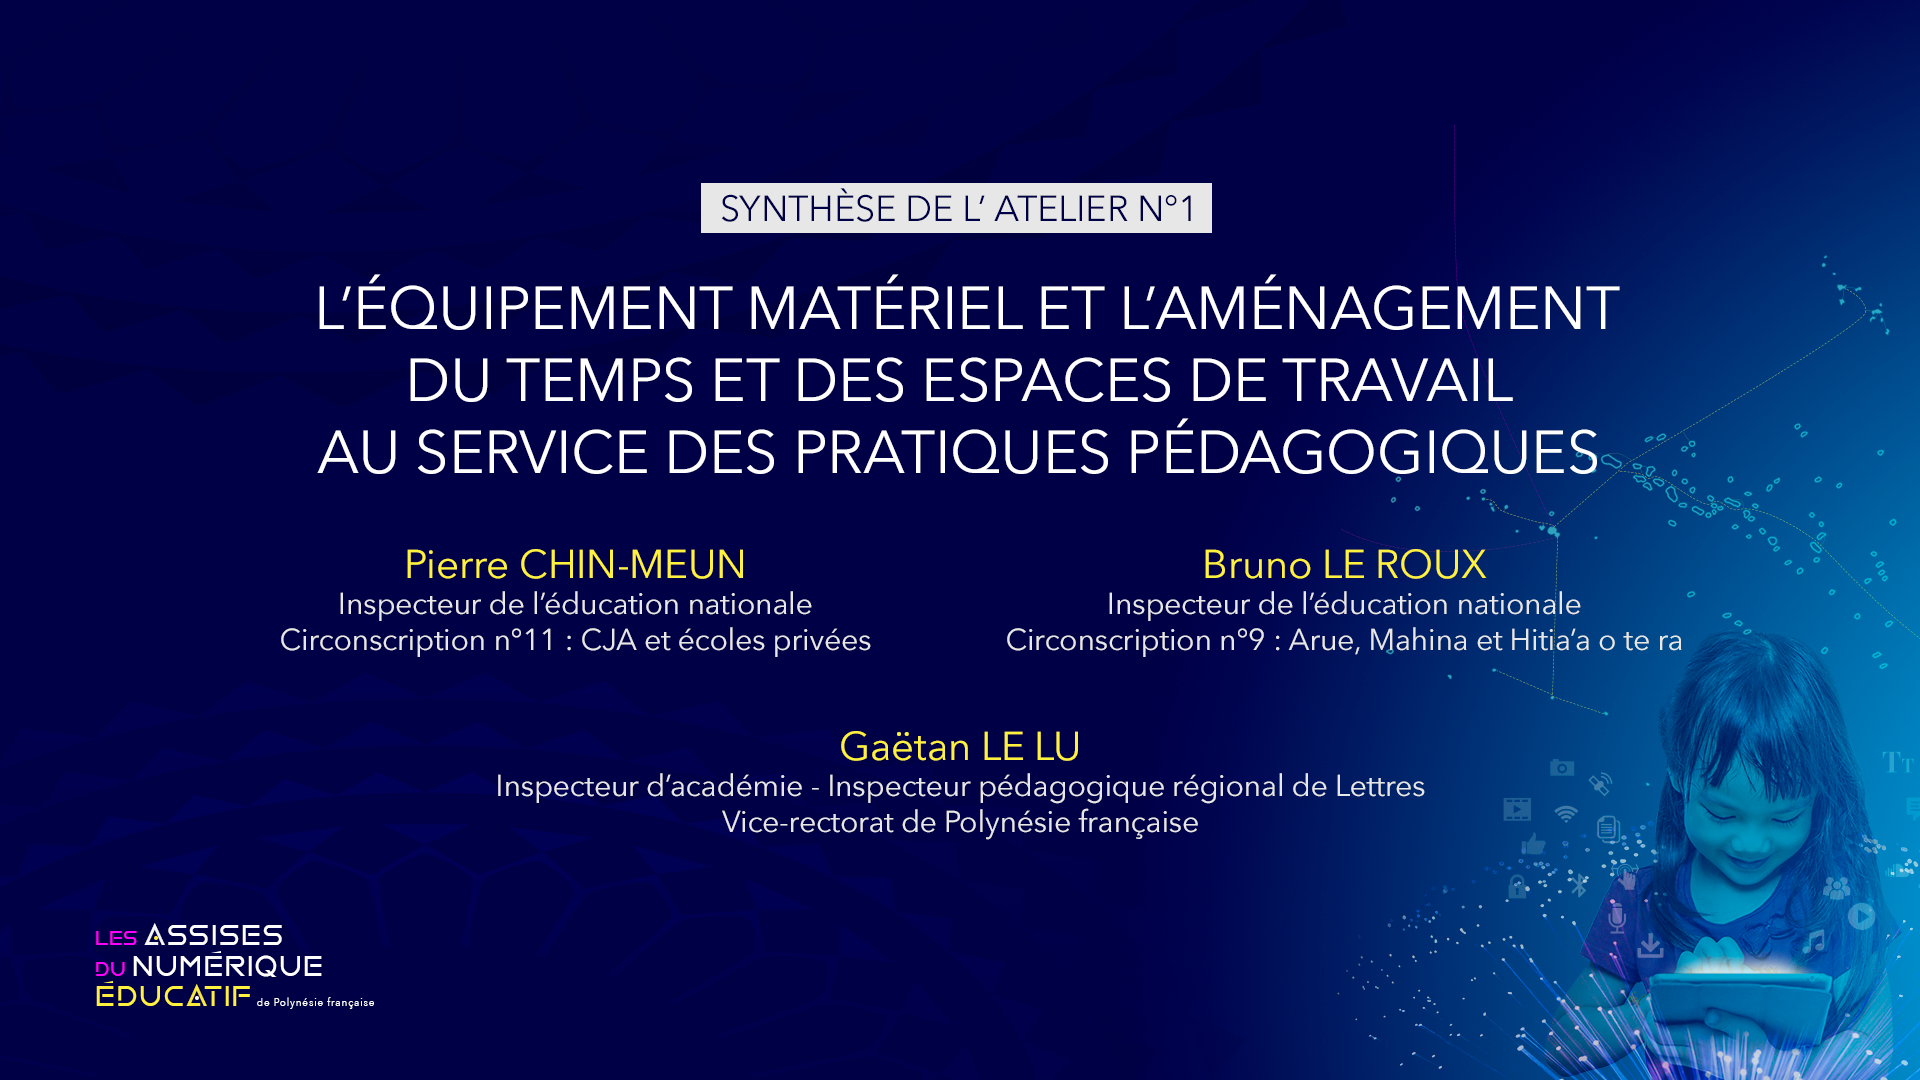 SYNTHÈSE DE L’ ATELIER N°1
L’ÉQUIPEMENT MATÉRIEL ET L’AMÉNAGEMENT
DU TEMPS ET DES ESPACES DE TRAVAIL
AU SERVICE DES PRATIQUES PÉDAGOGIQUES
Pierre CHIN-MEUN
Inspecteur de l’éducation nationale
Circonscription n°11 : CJA et écoles privées
Bruno LE ROUX
Inspecteur de l’éducation nationale
Circonscription n°9 : Arue, Mahina et Hitia’a o te ra
Gaëtan LE LU
Inspecteur d’académie - Inspecteur pédagogique régional de Lettres
Vice-rectorat de Polynésie française
LES ASSISES
DU NUMÉRIQUE
ÉDUCATIF de Polynésie française
TT